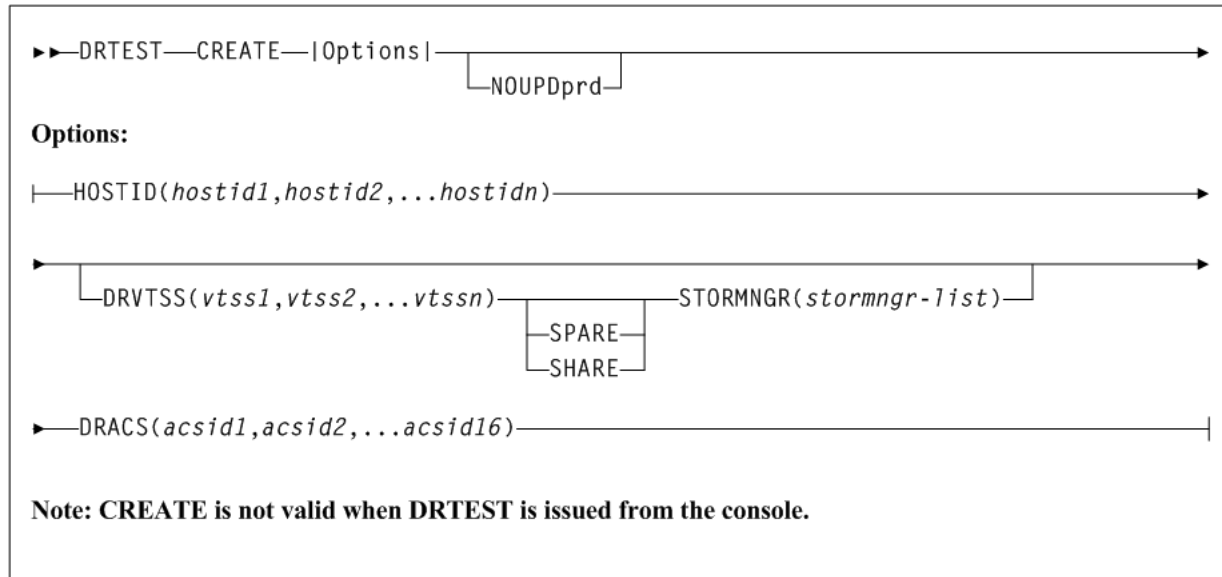 DRTEST CREATE |Options|
NOUPDprd
Options:
HOSTID(hostid1,hostid2,...hostidn)
DRVTSS(vtss1,vtss2,...vtssn) STORMNGR(stormngr-list)
SPARE
SHARE
DRACS(acsid1,acsid2,...acsid16)
Note: CREATE is not valid when DRTEST is issued from the console.